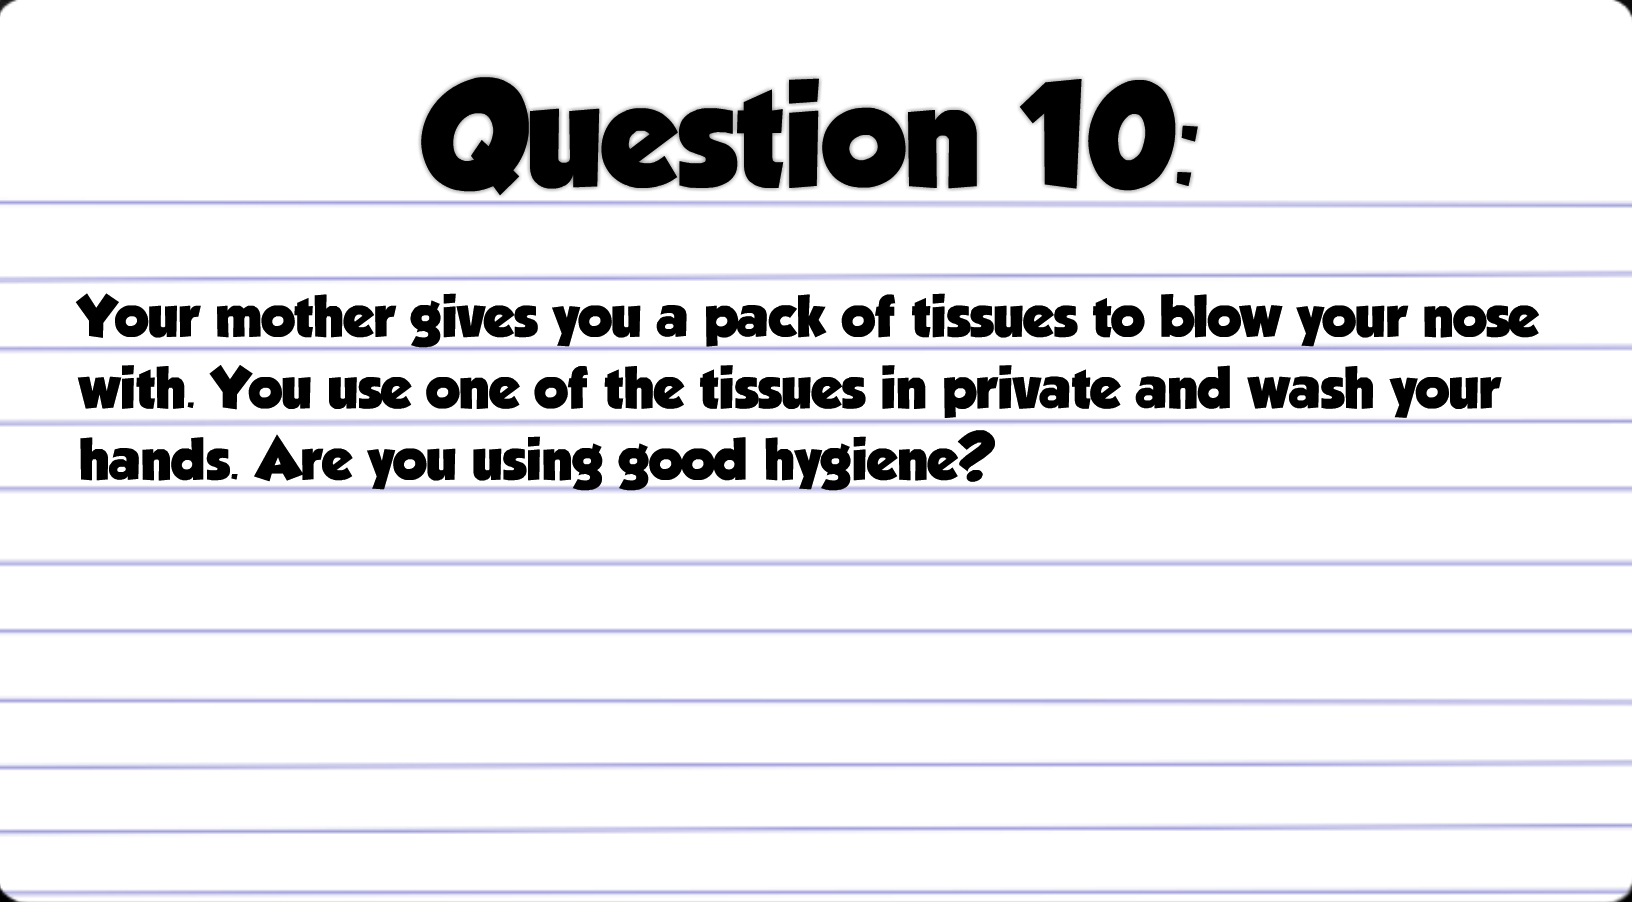 Question 10:
Your mother gives you a pack of tissues to blow your nose
with. You use one of the tissues in private and wash your
hands. Are you using good hygiene?